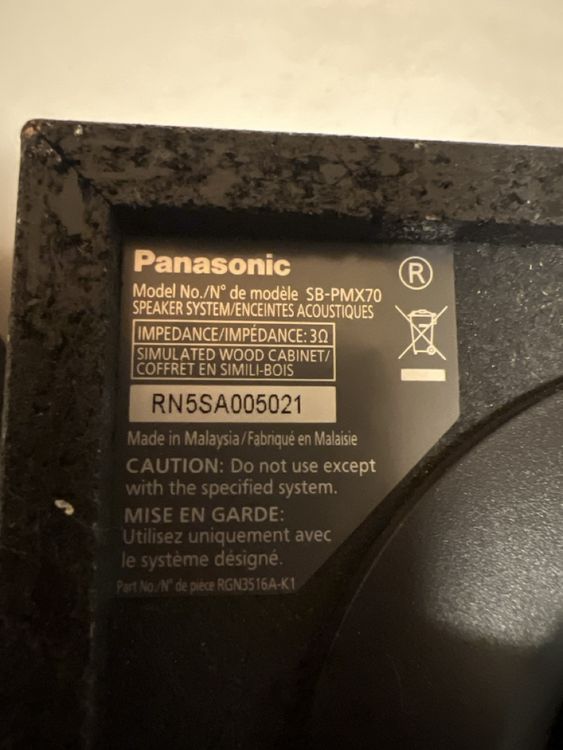 Panasonic
Ⓡ
Model No./N° de modèle SB-PMX70
SPEAKER SYSTEM/ENCEINTES ACOUSTIQUES
IMPEDANCE/IMPÉDANCE: 3Ω
SIMULATED WOOD CABINET/
COFFRET EN SIMILI-BOIS
RN5SA005021
Made in Malaysia/Fabriqué en Malaisie
CAUTION: Do not use except
with the specified system.
MISE EN GARDE:
Utilisez uniquement avec
le système désigné.
Part No./N° de pièce RGN3516A-K1